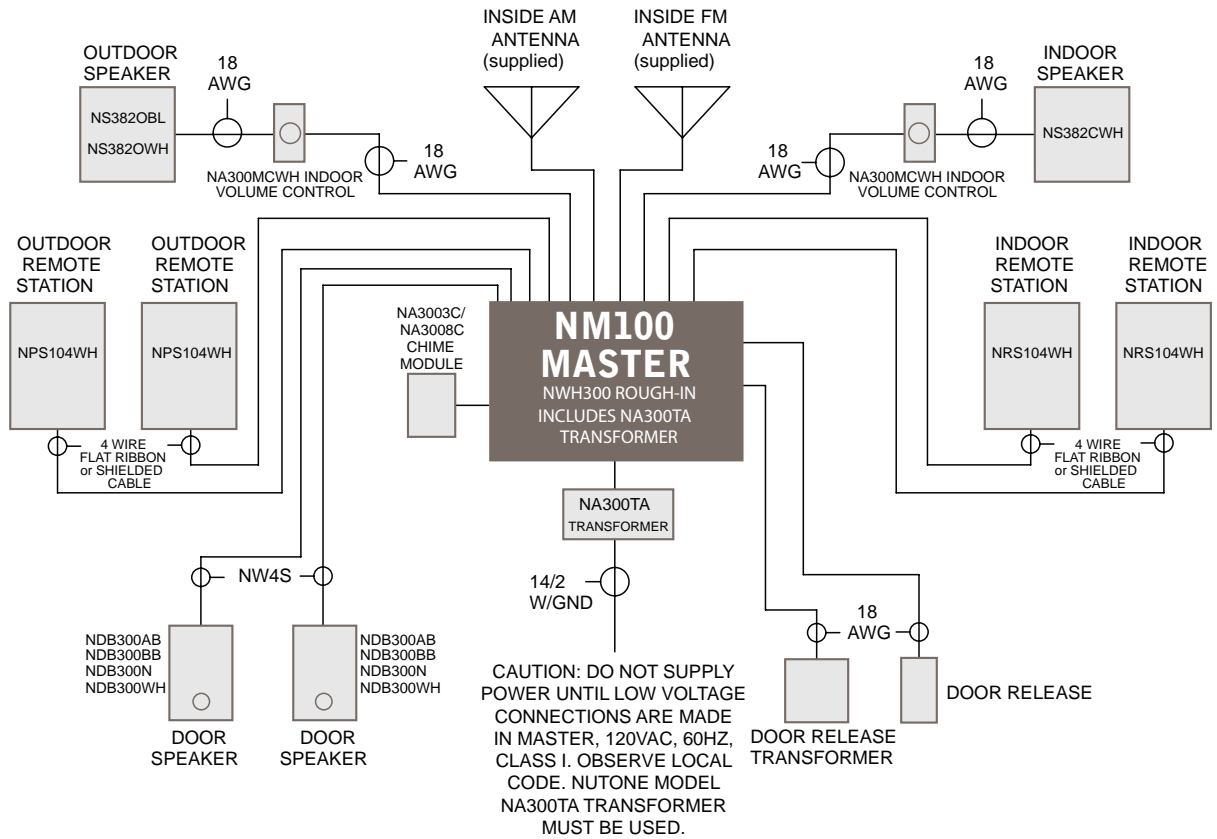 INSIDE AM
ANTENNA
(supplied)
INSIDE FM
ANTENNA
(supplied)
OUTDOOR
SPEAKER
NS382OBL
NS382OWH
18
AWG
NA300MCWH INDOOR
VOLUME CONTROL
18
AWG
18
AWG
NA300MCWH INDOOR
VOLUME CONTROL
18
AWG
INDOOR
SPEAKER
NS382CWH
OUTDOOR
REMOTE
STATION
NPS104WH
OUTDOOR
REMOTE
STATION
NPS104WH
4 WIRE
FLAT RIBBON
or SHIELDED
CABLE
NA3003C/
NA3008C
CHIME
MODULE
NM100
MASTER
NWH300 ROUGH-IN
INCLUDES NA300TA
TRANSFORMER
INDOOR
REMOTE
STATION
NRS104WH
INDOOR
REMOTE
STATION
NRS104WH
4 WIRE
FLAT RIBBON
or SHIELDED
CABLE
NA300TA
TRANSFORMER
14/2
W/GND
NW4S
NDB300AB
NDB300BB
NDB300N
NDB300WH
DOOR
SPEAKER
NDB300AB
NDB300BB
NDB300N
NDB300WH
DOOR
SPEAKER
CAUTION: DO NOT SUPPLY
POWER UNTIL LOW VOLTAGE
CONNECTIONS ARE MADE
IN MASTER, 120VAC, 60HZ,
CLASS I. OBSERVE LOCAL
CODE. NUTONE MODEL
NA300TA TRANSFORMER
MUST BE USED.
18
AWG
DOOR RELEASE
TRANSFORMER
DOOR RELEASE